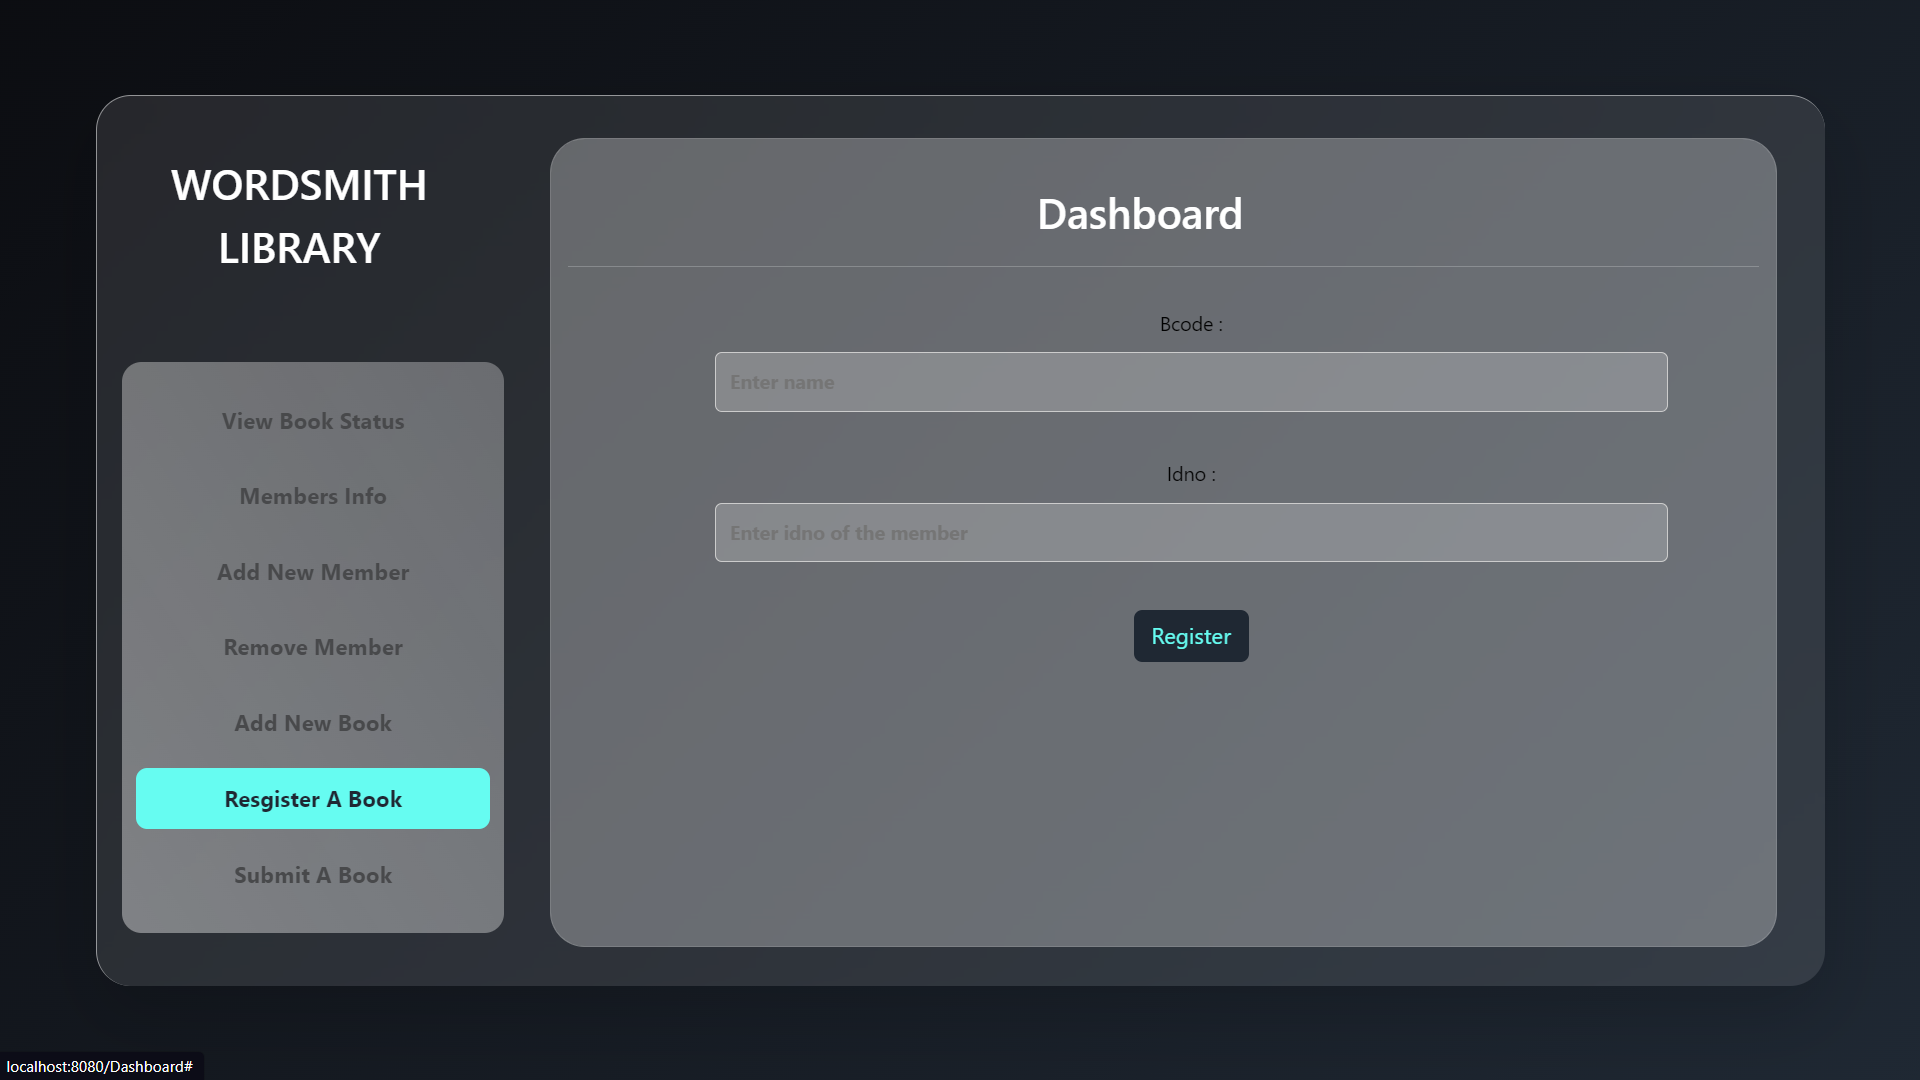 WORDSMITH
LIBRARY
View Book Status
Members Info
Add New Member
Remove Member
Add New Book
Resgister A Book
Submit A Book
Dashboard
Bcode :
Enter name
Idno :
Enter idno of the member
Register
localhost:8080/Dashboard#